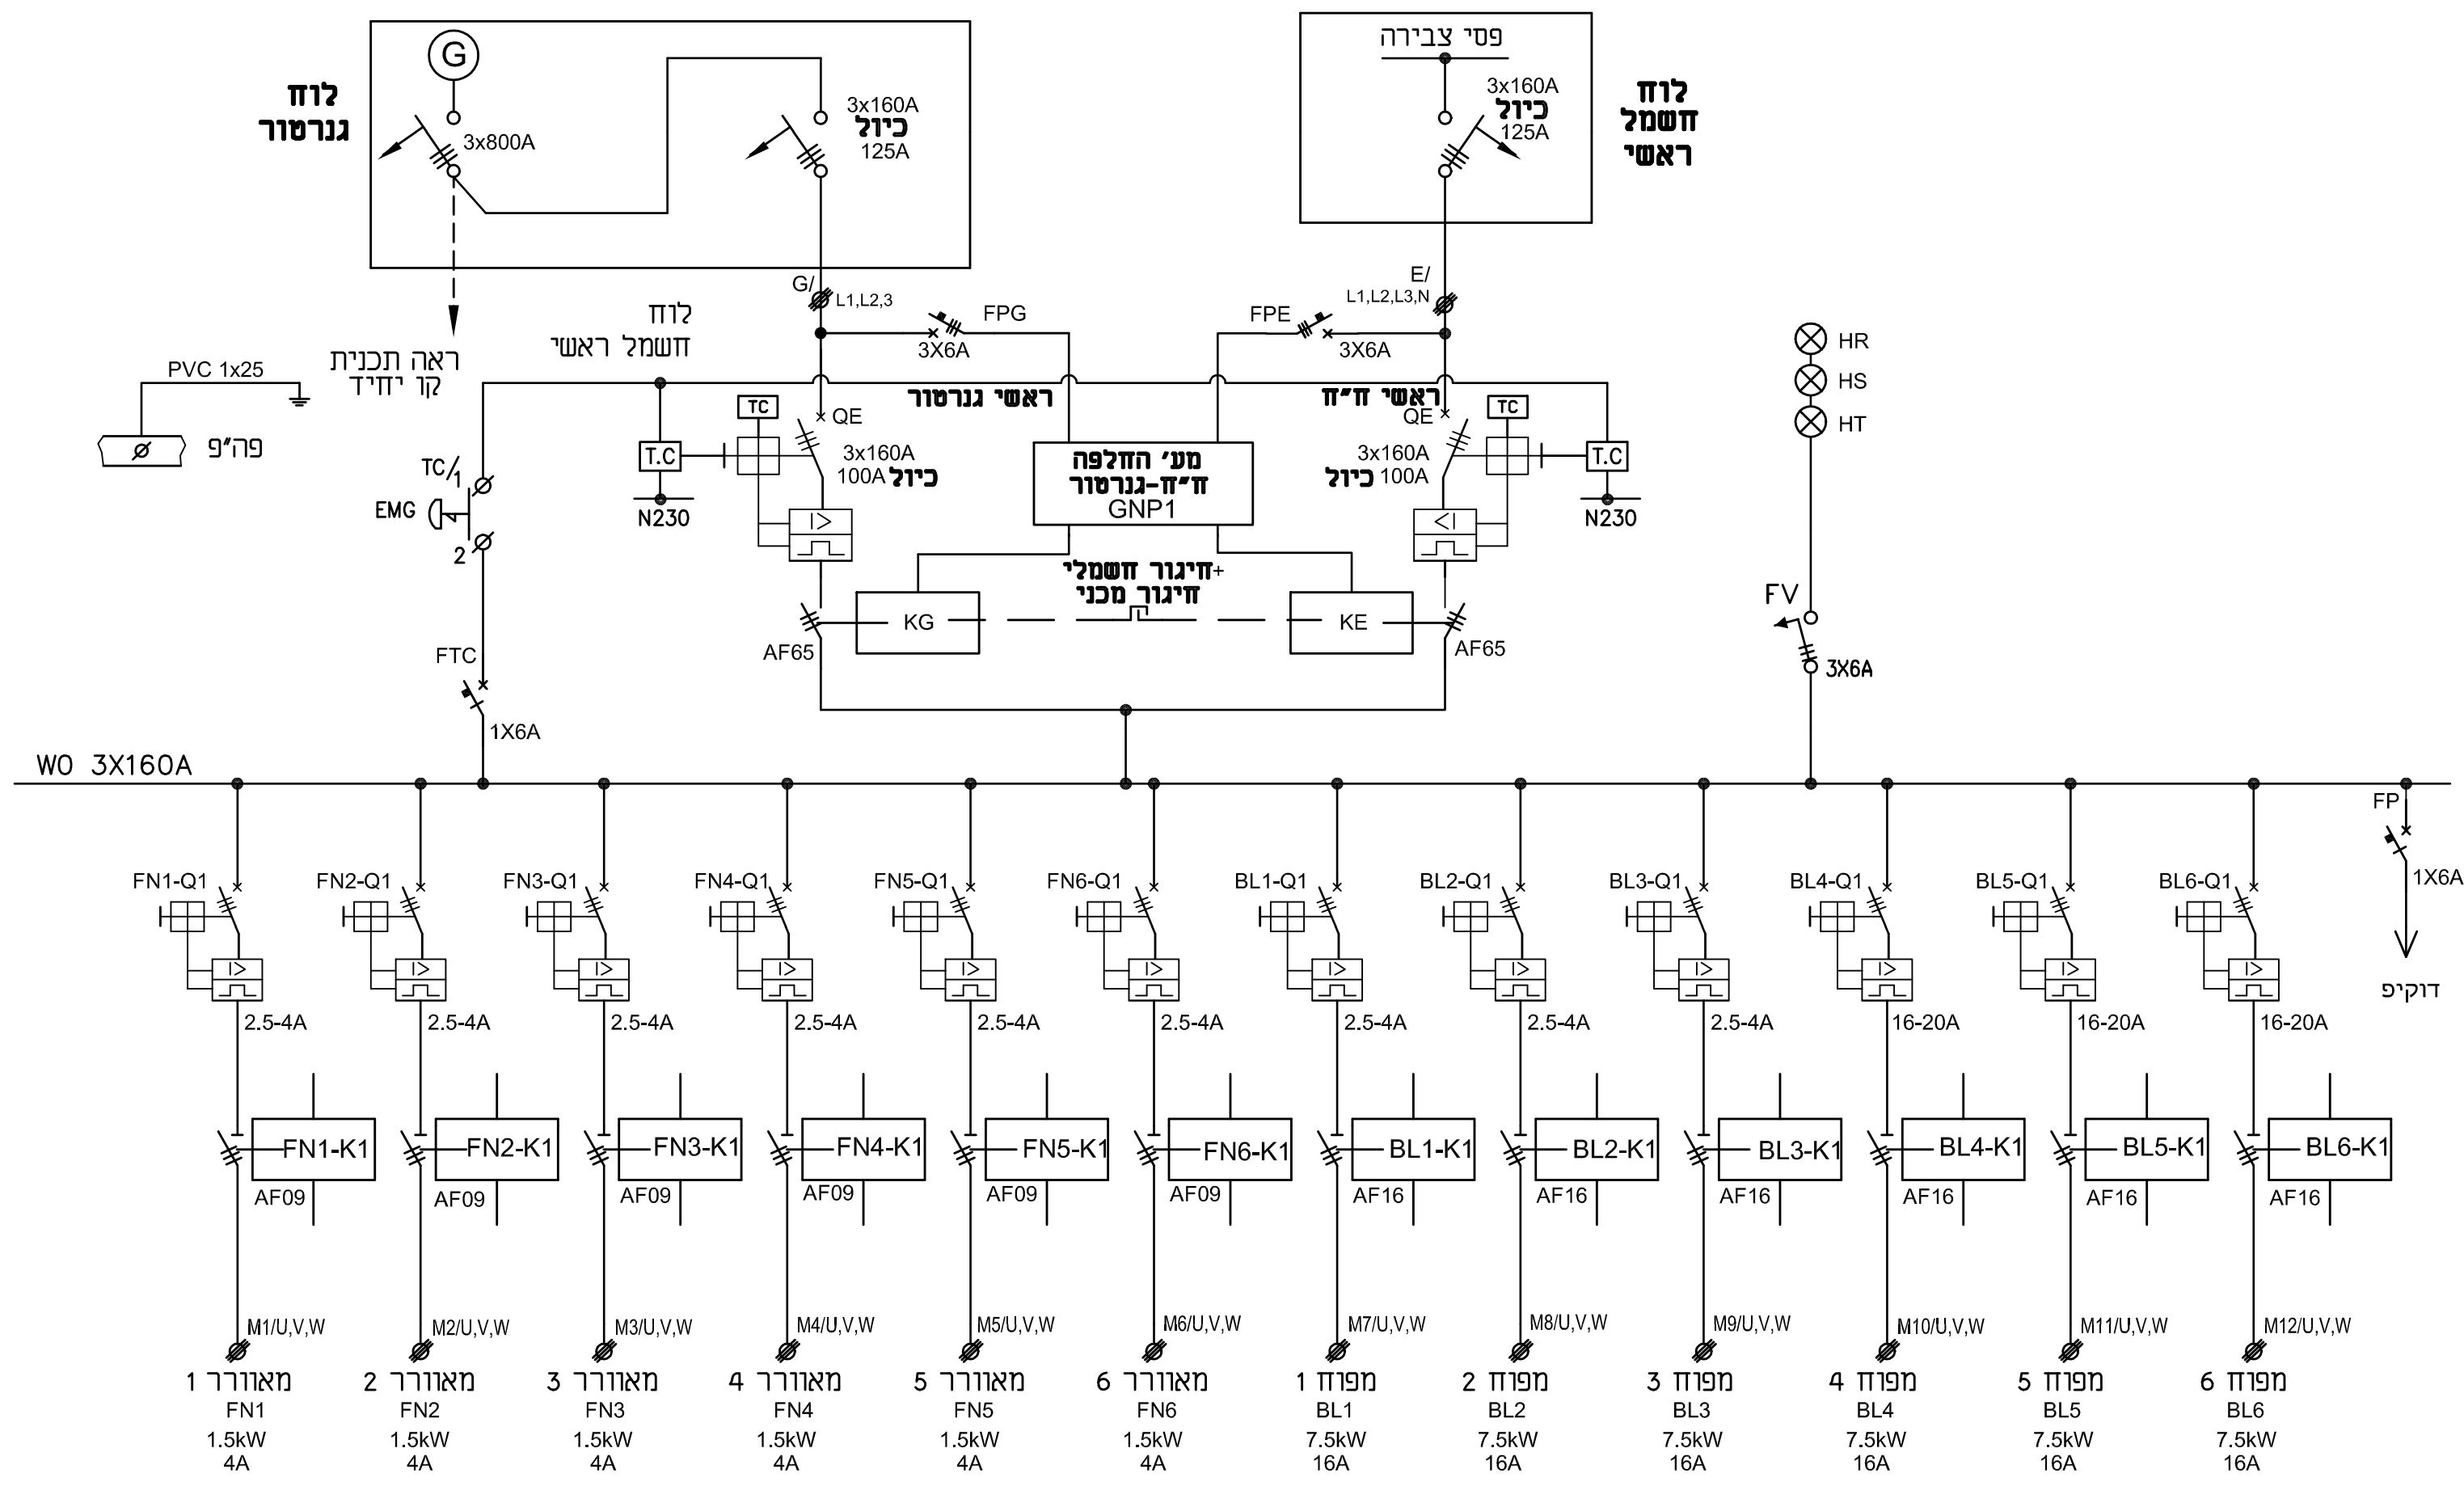 פסי צבירה
G
3x160A
כיול
125A
3x160A
כיול
125A
לוח
גנרטור
לוח
חשמל
ראשי
3x800A
G/
L1,L2,3
E/
L1,L2,L3,N
לוח
חשמל ראשי
FPG
3X6A
FPE
3X6A
ראה תכנית
קו יחיד
PVC 1x25
פה"פ
HR
HS
HT
ראשי גנרטור
ראשי ח"ח
TC
QE
3x160A
100A כיול
T.C
N230
QE
TC
3x160A
כיול 100A
T.C
N230
מע' החלפה
ח"ח-גנרטור
GNP1
TC/1
EMG
2
I>
<I
חיגור חשמלי+
חיגור מכני
KG
KE
AF65
AF65
FV
3X6A
FTC
1X6A
WO 3X160A
FP
1X6A
דוקיפ
FN1-Q1
FN2-Q1
FN3-Q1
FN4-Q1
FN5-Q1
FN6-Q1
BL1-Q1
BL2-Q1
BL3-Q1
BL4-Q1
BL5-Q1
BL6-Q1
I>
I>
I>
I>
I>
I>
I>
I>
I>
I>
I>
I>
2.5-4A
2.5-4A
2.5-4A
2.5-4A
2.5-4A
2.5-4A
2.5-4A
2.5-4A
2.5-4A
16-20A
16-20A
16-20A
FN1-K1
FN2-K1
FN3-K1
FN4-K1
FN5-K1
FN6-K1
BL1-K1
BL2-K1
BL3-K1
BL4-K1
BL5-K1
BL6-K1
AF09
AF09
AF09
AF09
AF09
AF09
AF16
AF16
AF16
AF16
AF16
AF16
M1/U,V,W
M2/U,V,W
M3/U,V,W
M4/U,V,W
M5/U,V,W
M6/U,V,W
M7/U,V,W
M8/U,V,W
M9/U,V,W
M10/U,V,W
M11/U,V,W
M12/U,V,W
מאוורר 1
FN1
1.5kW
4A
מאוורר 2
FN2
1.5kW
4A
מאוורר 3
FN3
1.5kW
4A
מאוורר 4
FN4
1.5kW
4A
מאוורר 5
FN5
1.5kW
4A
מאוורר 6
FN6
1.5kW
4A
מפוח 1
BL1
7.5kW
16A
מפוח 2
BL2
7.5kW
16A
מפוח 3
BL3
7.5kW
16A
מפוח 4
BL4
7.5kW
16A
מפוח 5
BL5
7.5kW
16A
מפוח 6
BL6
7.5kW
16A